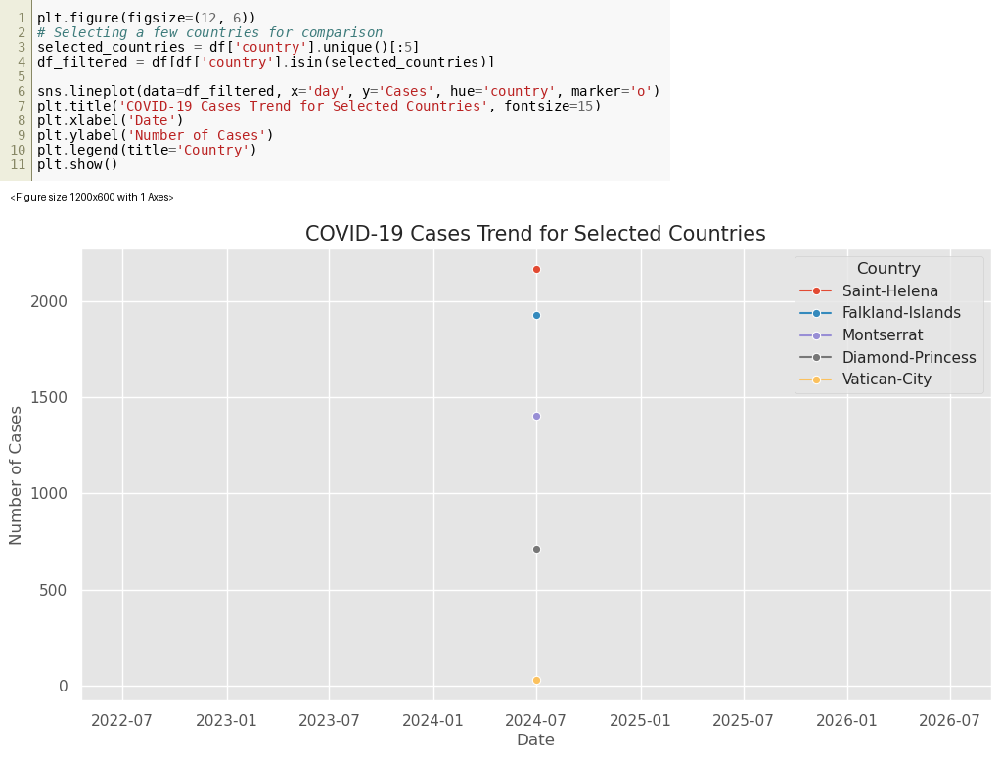 1 plt.figure(figsize=(12, 6))
2 # Selecting a few countries for comparison
3 selected_countries = df['country'].unique()[:5]
4 df_filtered = df[df['country'].isin(selected_countries)]
5
6 sns.lineplot(data=df_filtered, x='day', y='Cases', hue='country', marker='o')
7 plt.title('COVID-19 Cases Trend for Selected Countries', fontsize=15)
8 plt.xlabel('Date')
9 plt.ylabel('Number of Cases')
10 plt.legend(title='Country')
11 plt.show()
<Figure size 1200x600 with 1 Axes>
COVID-19 Cases Trend for Selected Countries
Country
Saint-Helena
Falkland-Islands
Montserrat
Diamond-Princess
Vatican-City
Number of Cases
2000
1500
1000
500
0
2022-07 2023-01 2023-07 2024-01 2024-07 2025-01 2025-07 2026-01 2026-07
Date